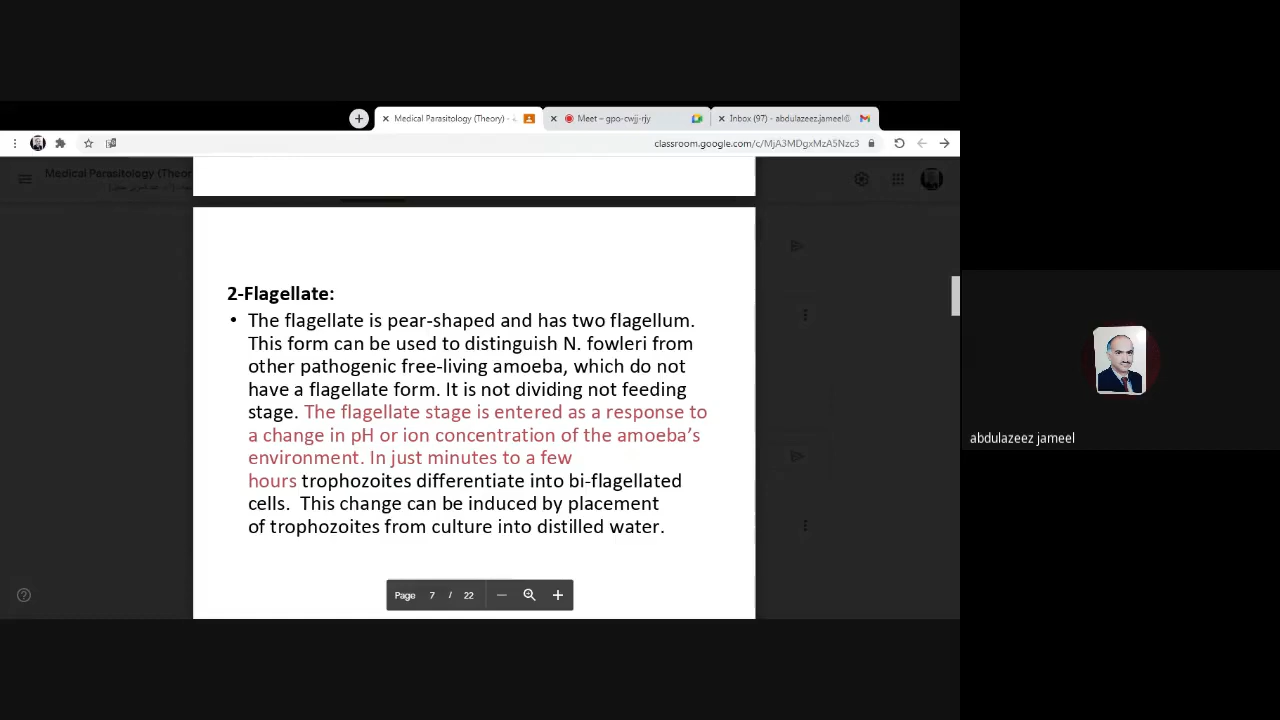 Medical Parasitology (Theory) -
Meet – gpo-cwjj-rjy
Inbox (97) - abdulazeez.jameel@
classroom.google.com/c/MjA3MDgxMzA5Nzc3
Medical Parasitology (Theor
2-Flagellate:
• The flagellate is pear-shaped and has two flagellum.
This form can be used to distinguish N. fowleri from
other pathogenic free-living amoeba, which do not
have a flagellate form. It is not dividing not feeding
stage. The flagellate stage is entered as a response to
a change in pH or ion concentration of the amoeba’s
environment. In just minutes to a few
hours trophozoites differentiate into bi-flagellated
cells.  This change can be induced by placement
of trophozoites from culture into distilled water.
abdulazeez jameel
Page 7 / 22